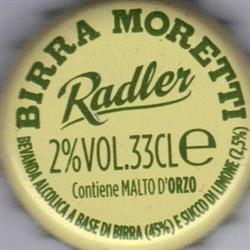 BIRRA MORETTI
Radler
2%VOL.33CLe
Contiene MALTO D'ORZO
BEVANDA ALCOLICA A BASE DI BIRRA (45%) E SUCCO DI LIMONE (2,5%)